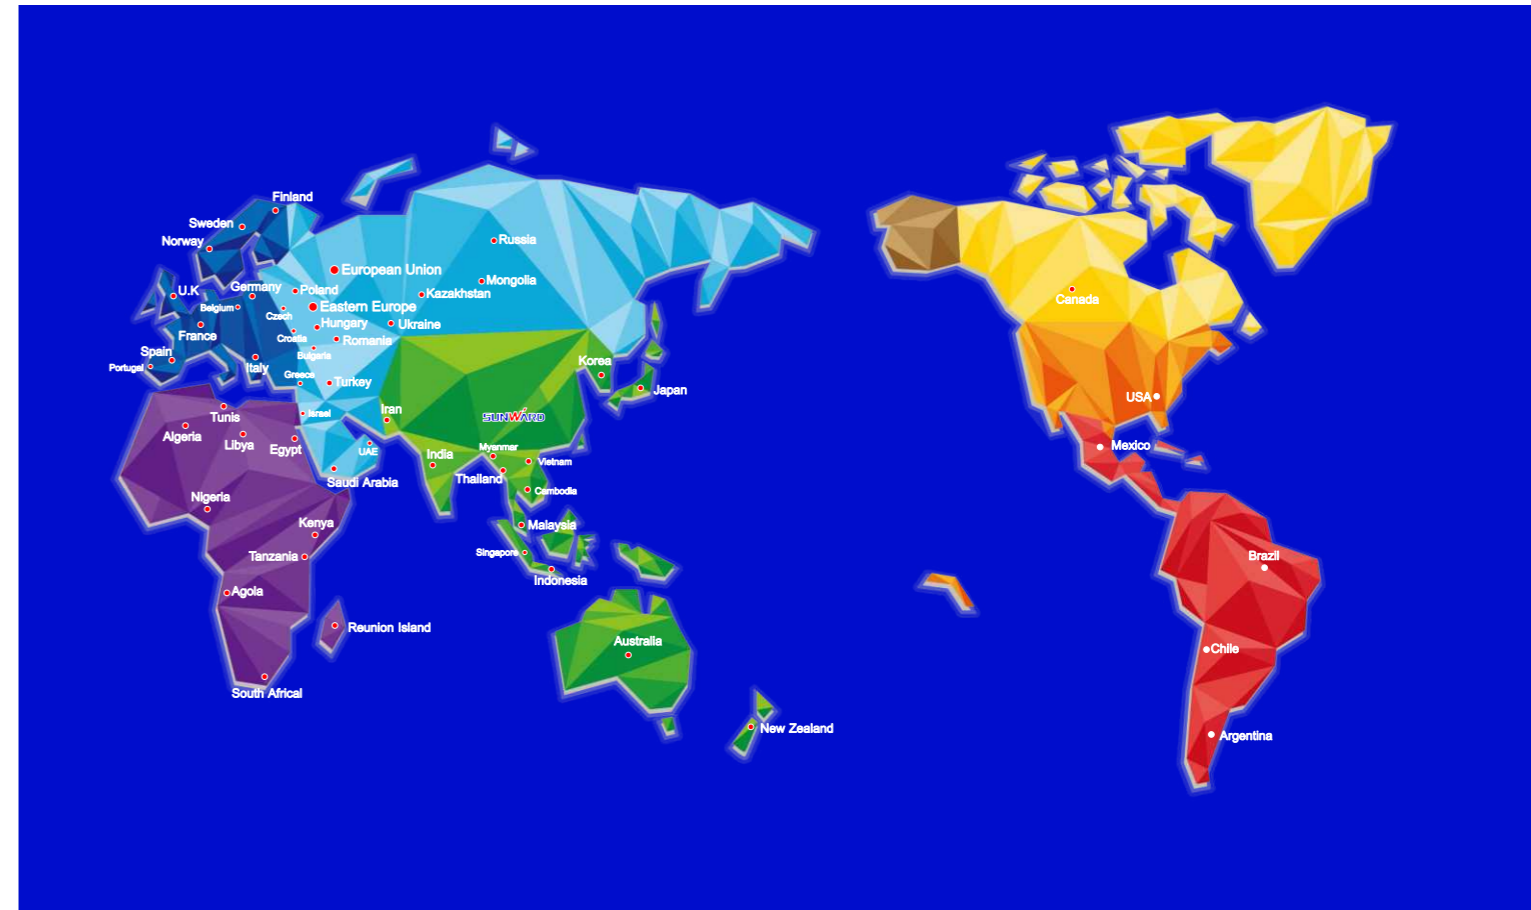 Finland
Sweden
Norway
Russia
European Union
Mongolia
U.K
Germany
Poland
Kazakhstan
Canada
Belgium
Eastern Europe
Czech
Hungary
Ukraine
France
Croatia
Romania
Spain
Bulgaria
Portugal
Italy
Korea
Greece
Turkey
Japan
USA
Iran
Israel
Tunis
SUNWARD
Algeria
Libya
Egypt
UAE
Myanmar
Mexico
India
Vietnam
Saudi Arabia
Thailand
Cambodia
Nigeria
Kenya
Malaysia
Tanzania
Singapore
Brazil
Indonesia
Agola
Reunion Island
Australia
Chile
South Africal
New Zealand
Argentina